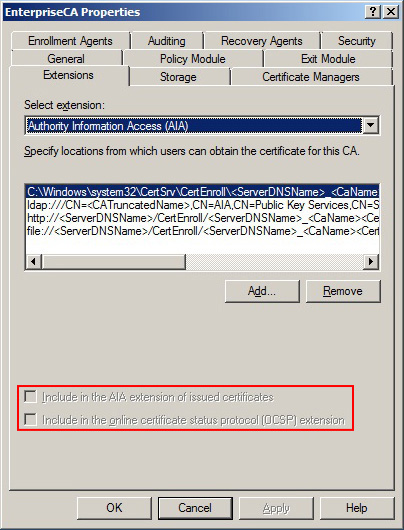 EnterpriseCA Properties
Enrollment Agents Auditing Recovery Agents Security
General Policy Module Exit Module
Extensions Storage Certificate Managers
Select extension:
Authority Information Access (AIA)
Specify locations from which users can obtain the certificate for this CA.
C:\Windows\system32\CertSrv\CertEnroll\<ServerDNSName>_<CaName
ldap:///CN=<CATruncatedName>,CN=AIA,CN=Public Key Services,CN=S
http://<ServerDNSName>/CertEnroll/<ServerDNSName>_<CaName><Ce
file://<ServerDNSName>/CertEnroll/<ServerDNSName>_<CaName><Cert
Add... Remove
Include in the AIA extension of issued certificates
Include in the online certificate status protocol (OCSP) extension
OK Cancel Apply Help